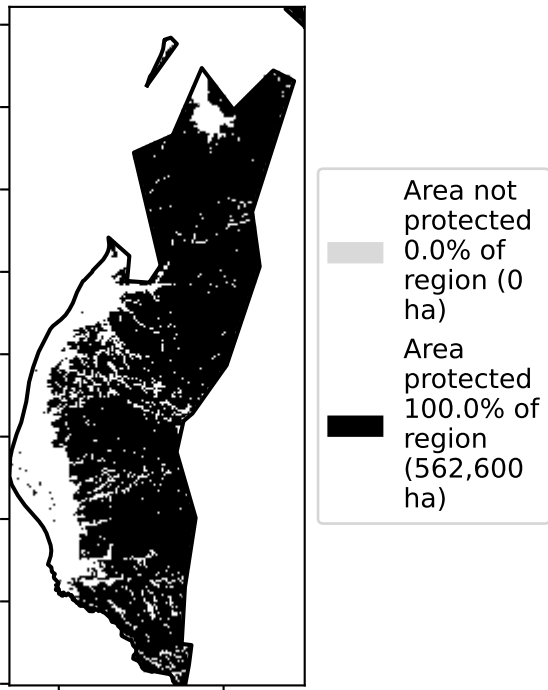 Area not
protected
0.0% of
region (0
ha)
Area
protected
100.0% of
region
(562,600
ha)